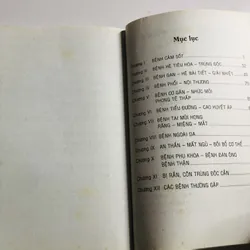 Mục lục
Chương I BỆNH CẢM SỐT
Chương II BỆNH HỆ TIÊU HÓA – TRÚNG ĐỘC
Chương III BỆNH GAN – HỆ BÀI TIẾT – GIẢI NHIỆT
Chương IV BỆNH PHỔI – NỘI THƯƠNG
Chương V BỆNH CƠ GÂN – NHỨC MỎI
PHONG TÊ THẤP
Chương VI BỆNH TIỂU ĐƯỜNG – CAO HUYẾT ÁP
Chương VII BỆNH TAI MŨI HỌNG
RĂNG – MIỆNG – MẮT
Chương VIII BỆNH NGOÀI DA
Chương IX AN THẦN – MẤT NGỦ – BỒI BỔ CƠ THỂ
Chương X BỆNH PHỤ KHOA – BỆNH ĐÀN ÔNG
BỆNH THẬN
Chương XI BỊ RẮN, CÔN TRÙNG ĐỘC CẮN
Chương XII CÁC BỆNH THƯỜNG GẶP